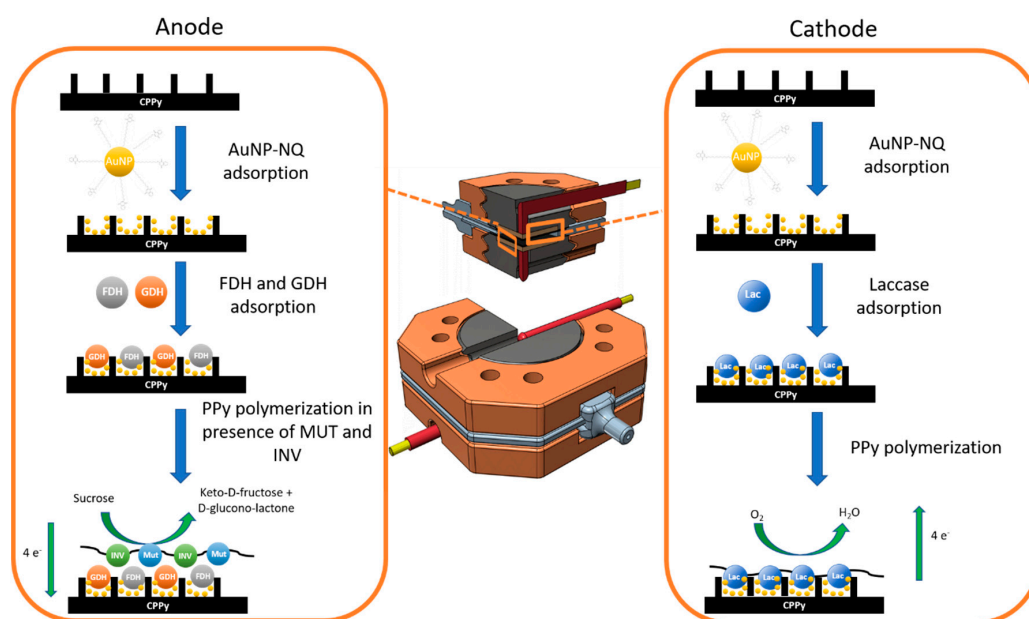 Anode
CPPy
AuNP
AuNP-NQ
adsorption
CPPy
FDH
GDH
FDH and GDH
adsorption
GDH
FDH
GDH
FDH
CPPy
PPy polymerization in
presence of MUT and
INV
Sucrose
Keto-D-fructose +
D-glucono-lactone
4 e-
INV
Mut
INV
Mut
GDH
FDH
GDH
FDH
CPPy
Cathode
CPPy
AuNP
AuNP-NQ
adsorption
CPPy
Lac
Laccase
adsorption
Lac
Lac
Lac
Lac
CPPy
PPy polymerization
O₂
H₂O
4 e-
Lac
Lac
Lac
Lac
CPPy